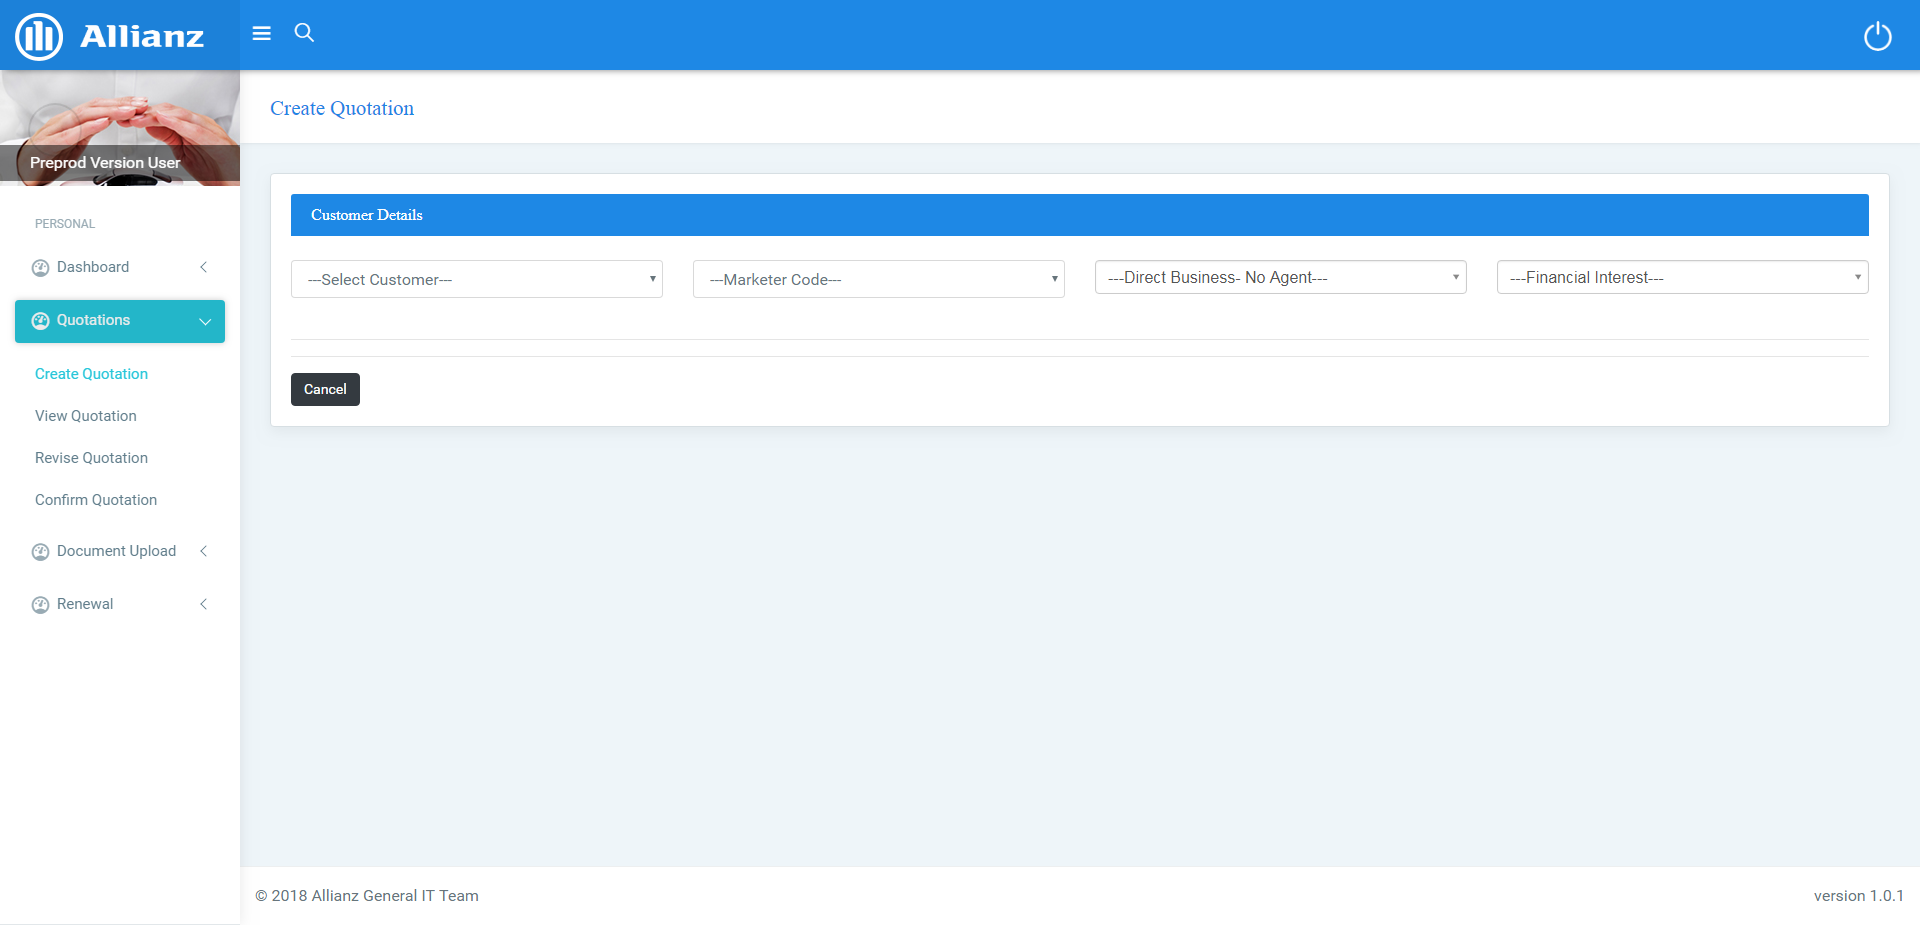 Allianz
Create Quotation
Preprod Version User
PERSONAL
Dashboard
Quotations
Create Quotation
View Quotation
Revise Quotation
Confirm Quotation
Document Upload
Renewal
Customer Details
---Select Customer---
---Marketer Code---
---Direct Business- No Agent---
---Financial Interest---
Cancel
© 2018 Allianz General IT Team
version 1.0.1